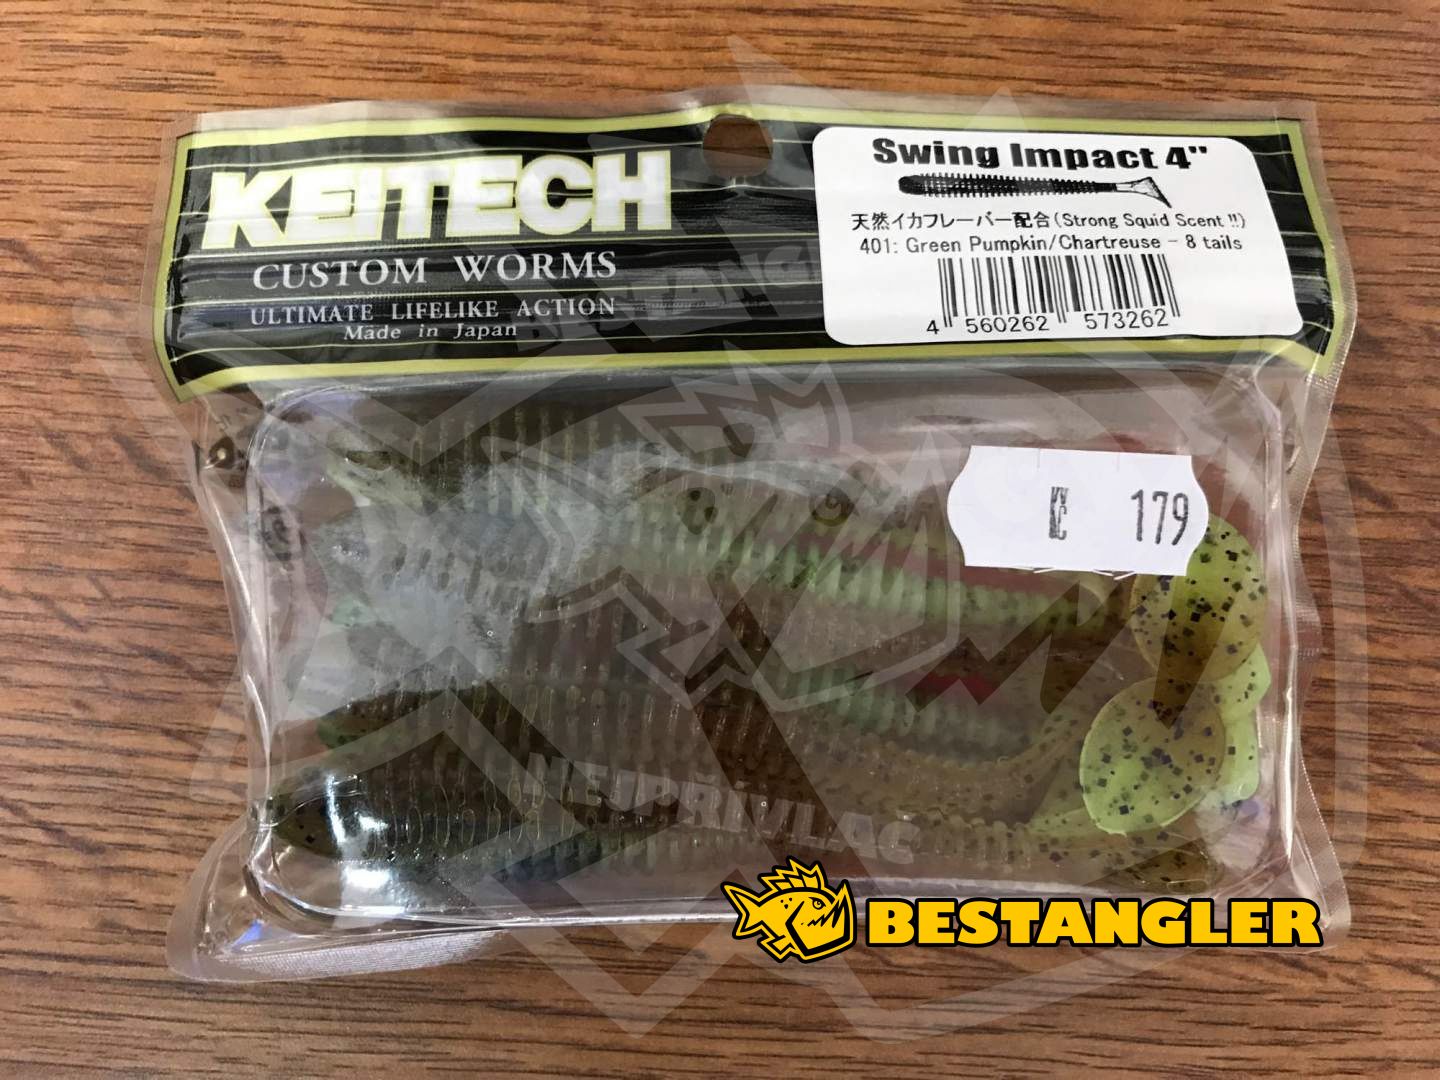 KEITECH
CUSTOM WORMS
ULTIMATE LIFELIKE ACTION
Made in Japan
Swing Impact 4"
天然イカフレーバー配合(Strong Squid Scent !!)
401: Green Pumpkin/Chartreuse - 8 tails
4 560262 573262
Kč 179
BESTANGLER
NEJPŘÍVLAČ
BESTANGLER